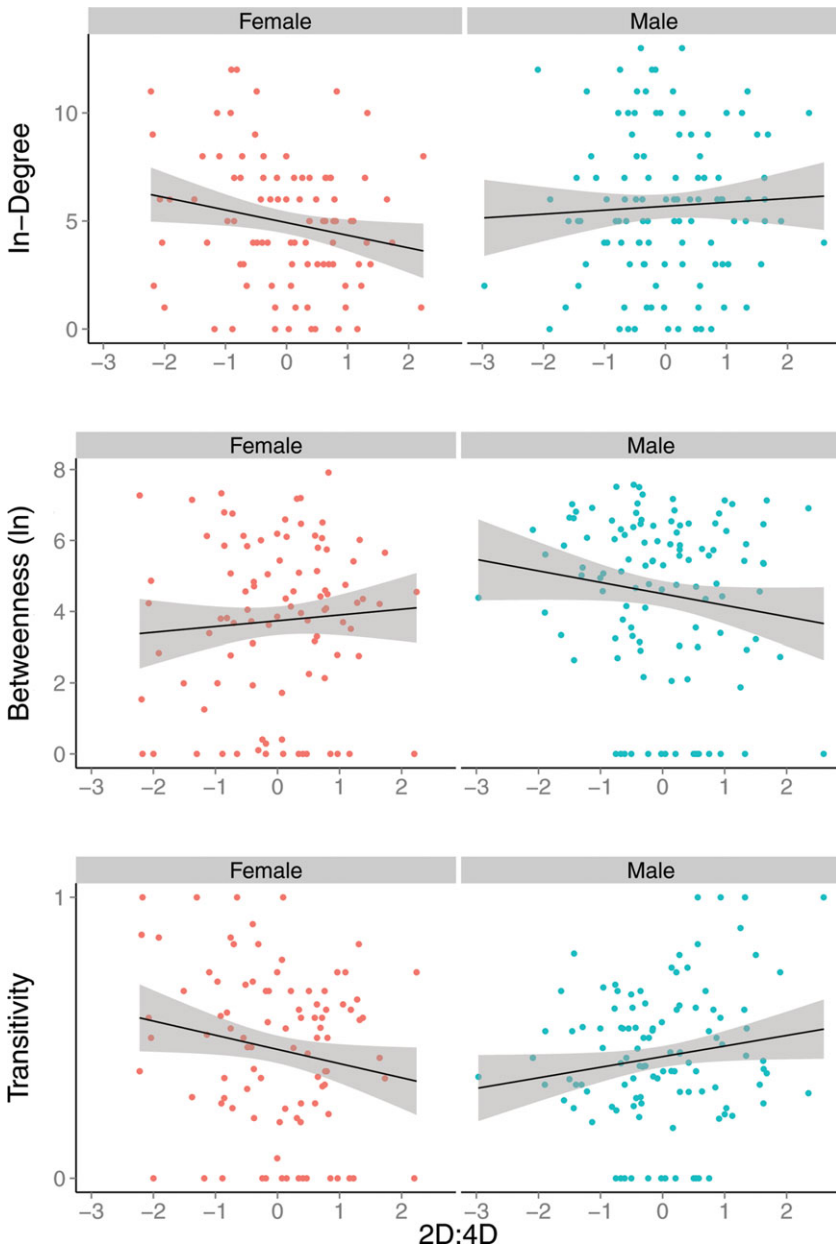 Female Male
In−Degree
10
5
0
−3 −2 −1 0 1 2 −3 −2 −1 0 1 2
Female Male
Betweenness (ln)
8
6
4
2
0
−3 −2 −1 0 1 2 −3 −2 −1 0 1 2
Female Male
Transitivity
1
0
−3 −2 −1 0 1 2 −3 −2 −1 0 1 2
2D:4D